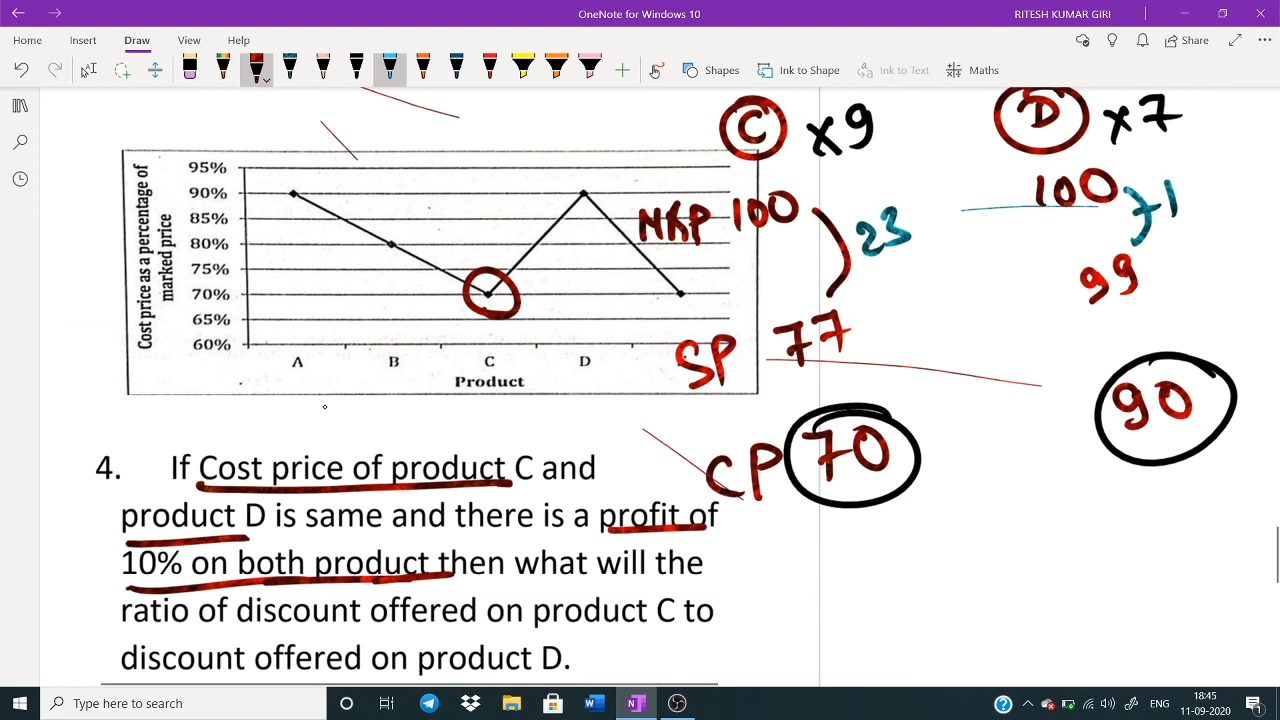 OneNote for Windows 10
RITESH KUMAR GIRI
Home Insert Draw View Help
Share
Shapes
Ink to Shape
Ink to Text
Maths
C x9
D x7
Cost price as a percentage of
marked price
95%
90%
85%
80%
75%
70%
65%
60%
A B C D
Product
MRP 100
23
SP 77
CP 70
100
1
99
90
4. If Cost price of product C and
product D is same and there is a profit of
10% on both product then what will the
ratio of discount offered on product C to
discount offered on product D.
Type here to search
ENG
18:45
11-09-2020